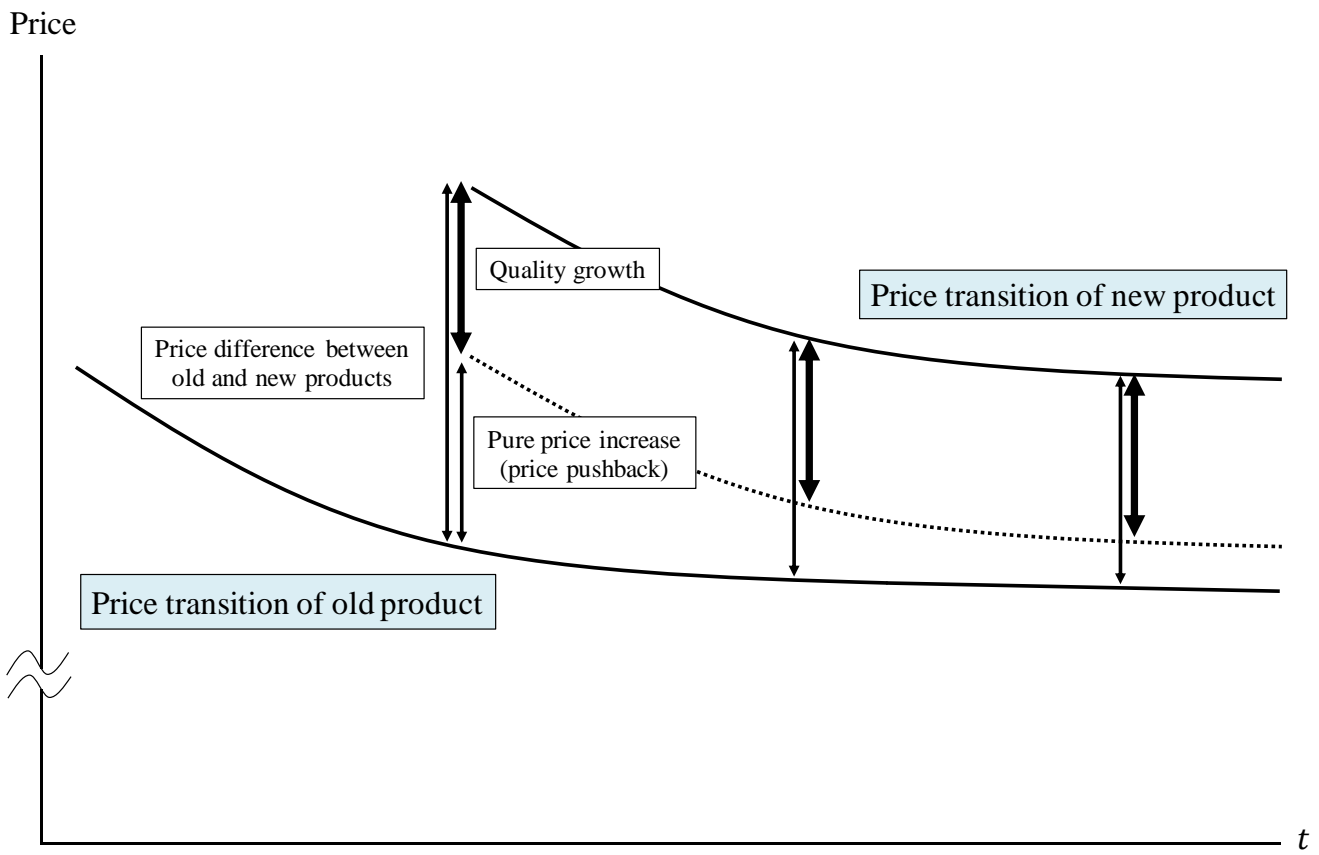 Price
Quality growth
Price transition of new product
Price difference between
old and new products
Pure price increase
(price pushback)
Price transition of old product
t